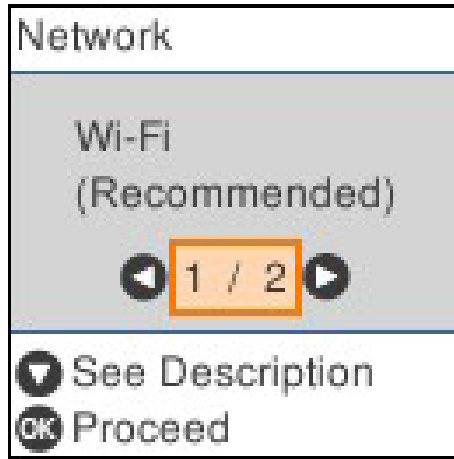 Network
Wi-Fi
(Recommended)
1 / 2
See Description
OK Proceed